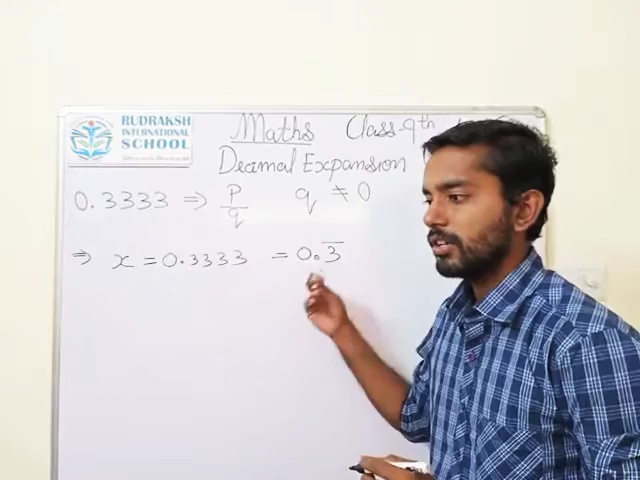 RUDRAKSH
INTERNATIONAL
SCHOOL
Maths Class-9th
Decimal Expansion
0.3333 ⇒ p/q q ≠ 0
⇒ x = 0.3333 = 0.3̅